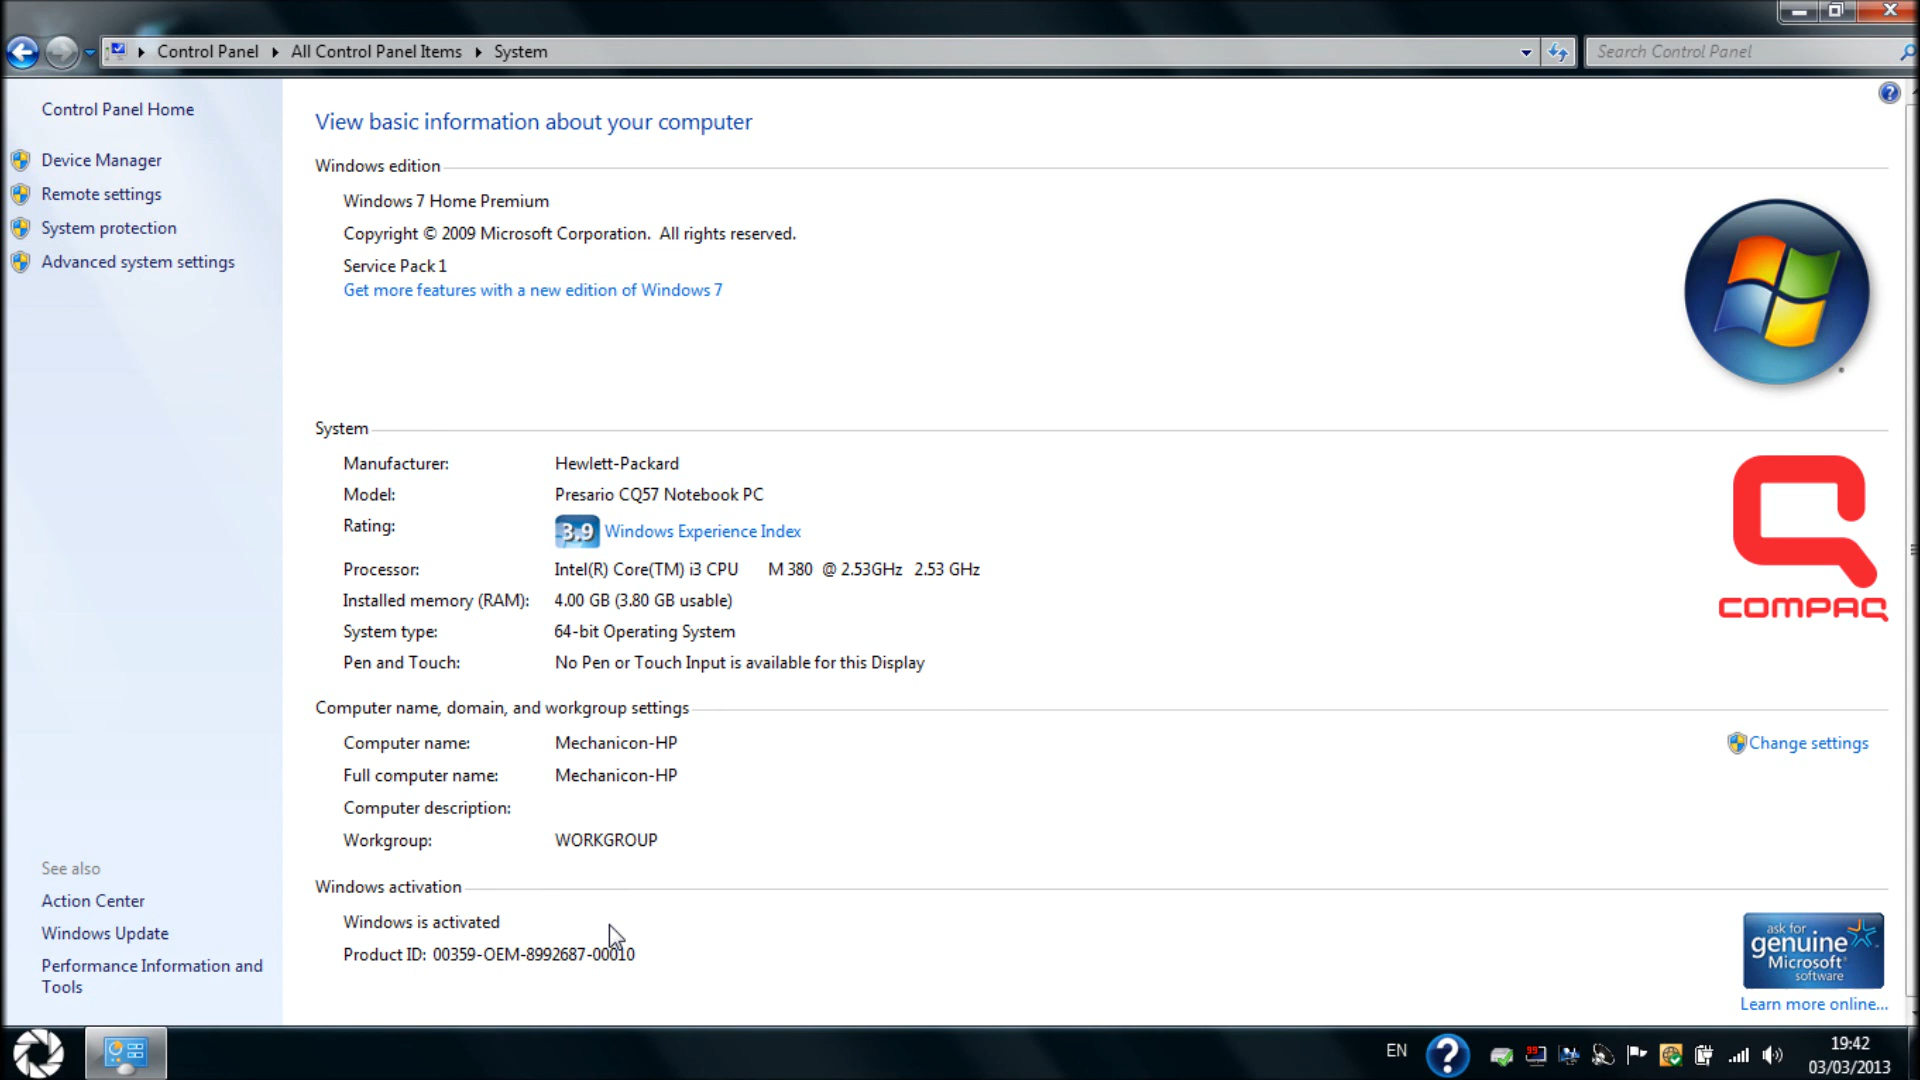 Control Panel ▸ All Control Panel Items ▸ System
Search Control Panel
Control Panel Home
Device Manager
Remote settings
System protection
Advanced system settings
View basic information about your computer
Windows edition
Windows 7 Home Premium
Copyright © 2009 Microsoft Corporation.  All rights reserved.
Service Pack 1
Get more features with a new edition of Windows 7
System
Manufacturer: Hewlett-Packard
Model: Presario CQ57 Notebook PC
Rating: 3.9 Windows Experience Index
Processor: Intel(R) Core(TM) i3 CPU M 380 @ 2.53GHz 2.53 GHz
Installed memory (RAM): 4.00 GB (3.80 GB usable)
System type: 64-bit Operating System
Pen and Touch: No Pen or Touch Input is available for this Display
COMPAQ
Computer name, domain, and workgroup settings
Computer name: Mechanicon-HP
Change settings
Full computer name: Mechanicon-HP
Computer description:
Workgroup: WORKGROUP
Windows activation
Windows is activated
Product ID: 00359-OEM-8992687-00010
ask for
genuine
Microsoft
software
Learn more online...
See also
Action Center
Windows Update
Performance Information and
Tools
EN
99
19:42
03/03/2013